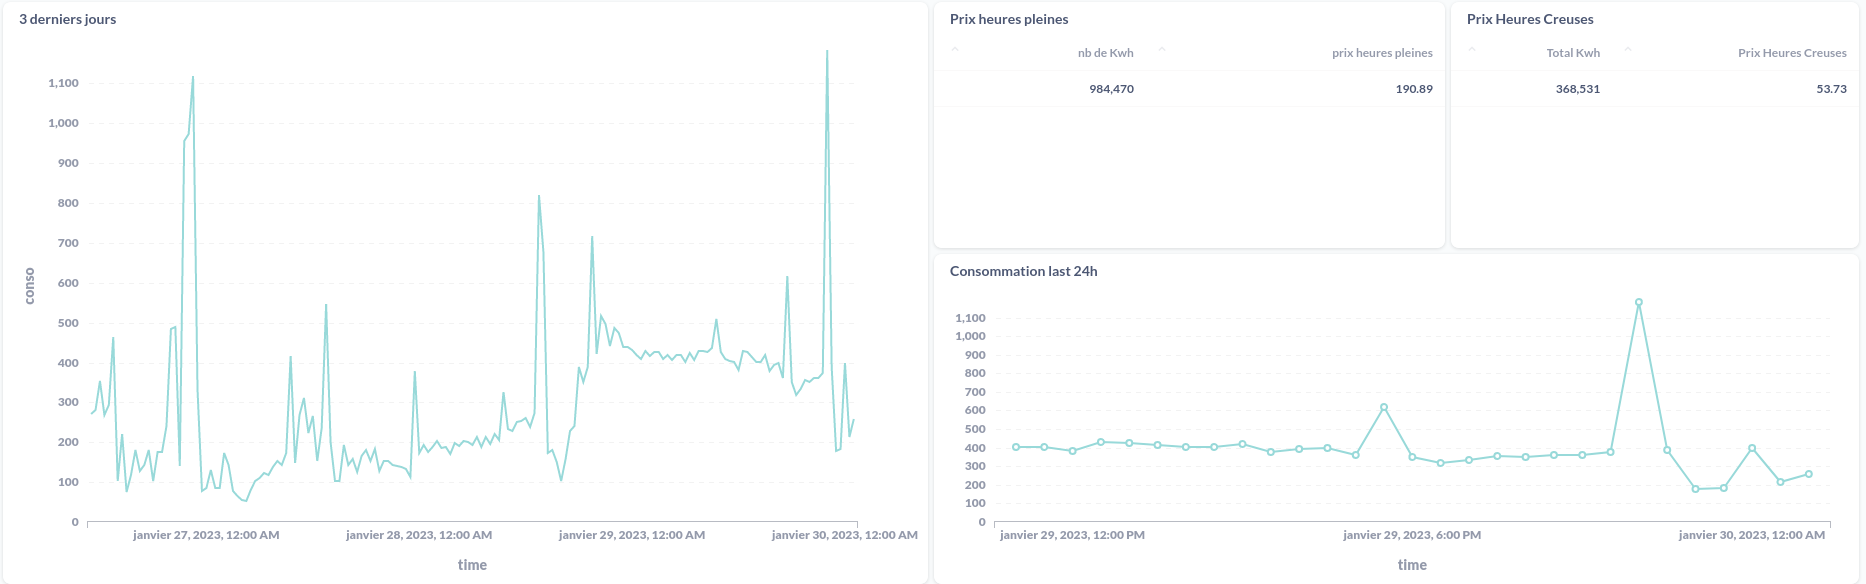 3 derniers jours
1,100
1,000
900
800
700
600
500
400
300
200
100
0
conso
janvier 27, 2023, 12:00 AM
janvier 28, 2023, 12:00 AM
janvier 29, 2023, 12:00 AM
janvier 30, 2023, 12:00 AM
time
Prix heures pleines
nb de Kwh prix heures pleines
984,470 190.89
Prix Heures Creuses
Total Kwh Prix Heures Creuses
368,531 53.73
Consommation last 24h
1,100
1,000
900
800
700
600
500
400
300
200
100
0
janvier 29, 2023, 12:00 PM
janvier 29, 2023, 6:00 PM
janvier 30, 2023, 12:00 AM
time